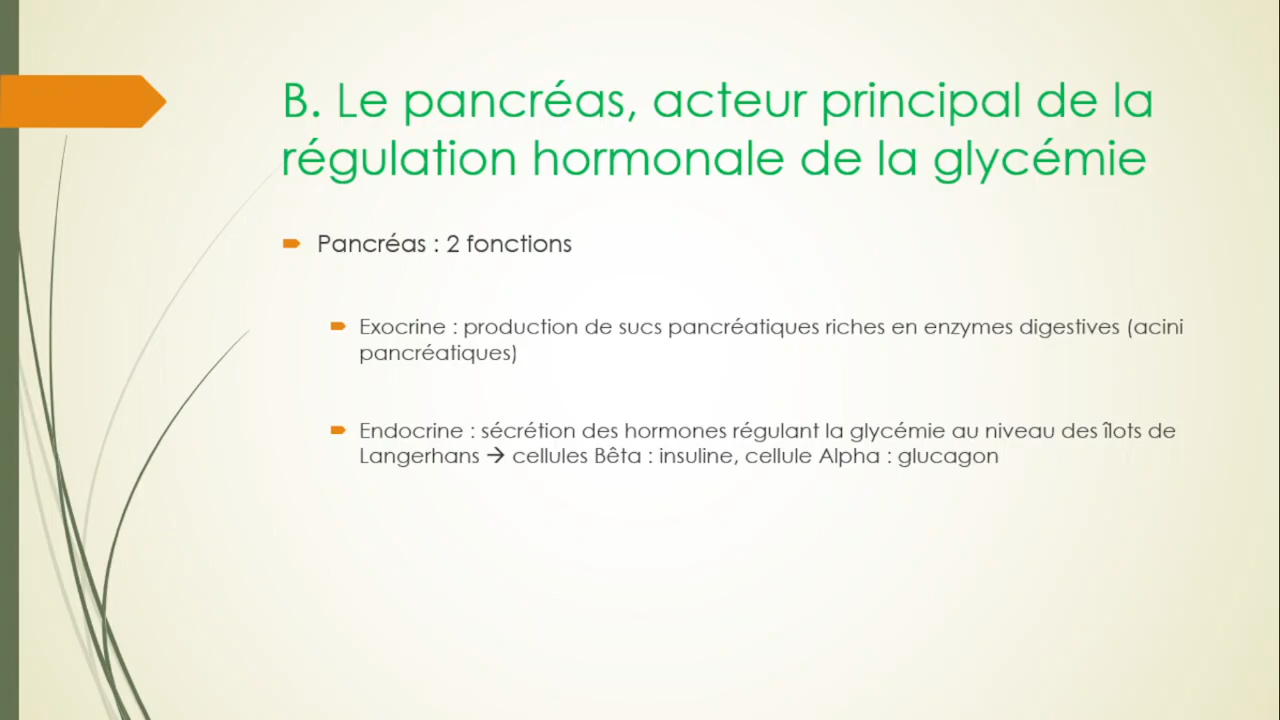 B. Le pancréas, acteur principal de la
régulation hormonale de la glycémie
Pancréas : 2 fonctions
Exocrine : production de sucs pancréatiques riches en enzymes digestives (acini
pancréatiques)
Endocrine : sécrétion des hormones régulant la glycémie au niveau des îlots de
Langerhans → cellules Bêta : insuline, cellule Alpha : glucagon